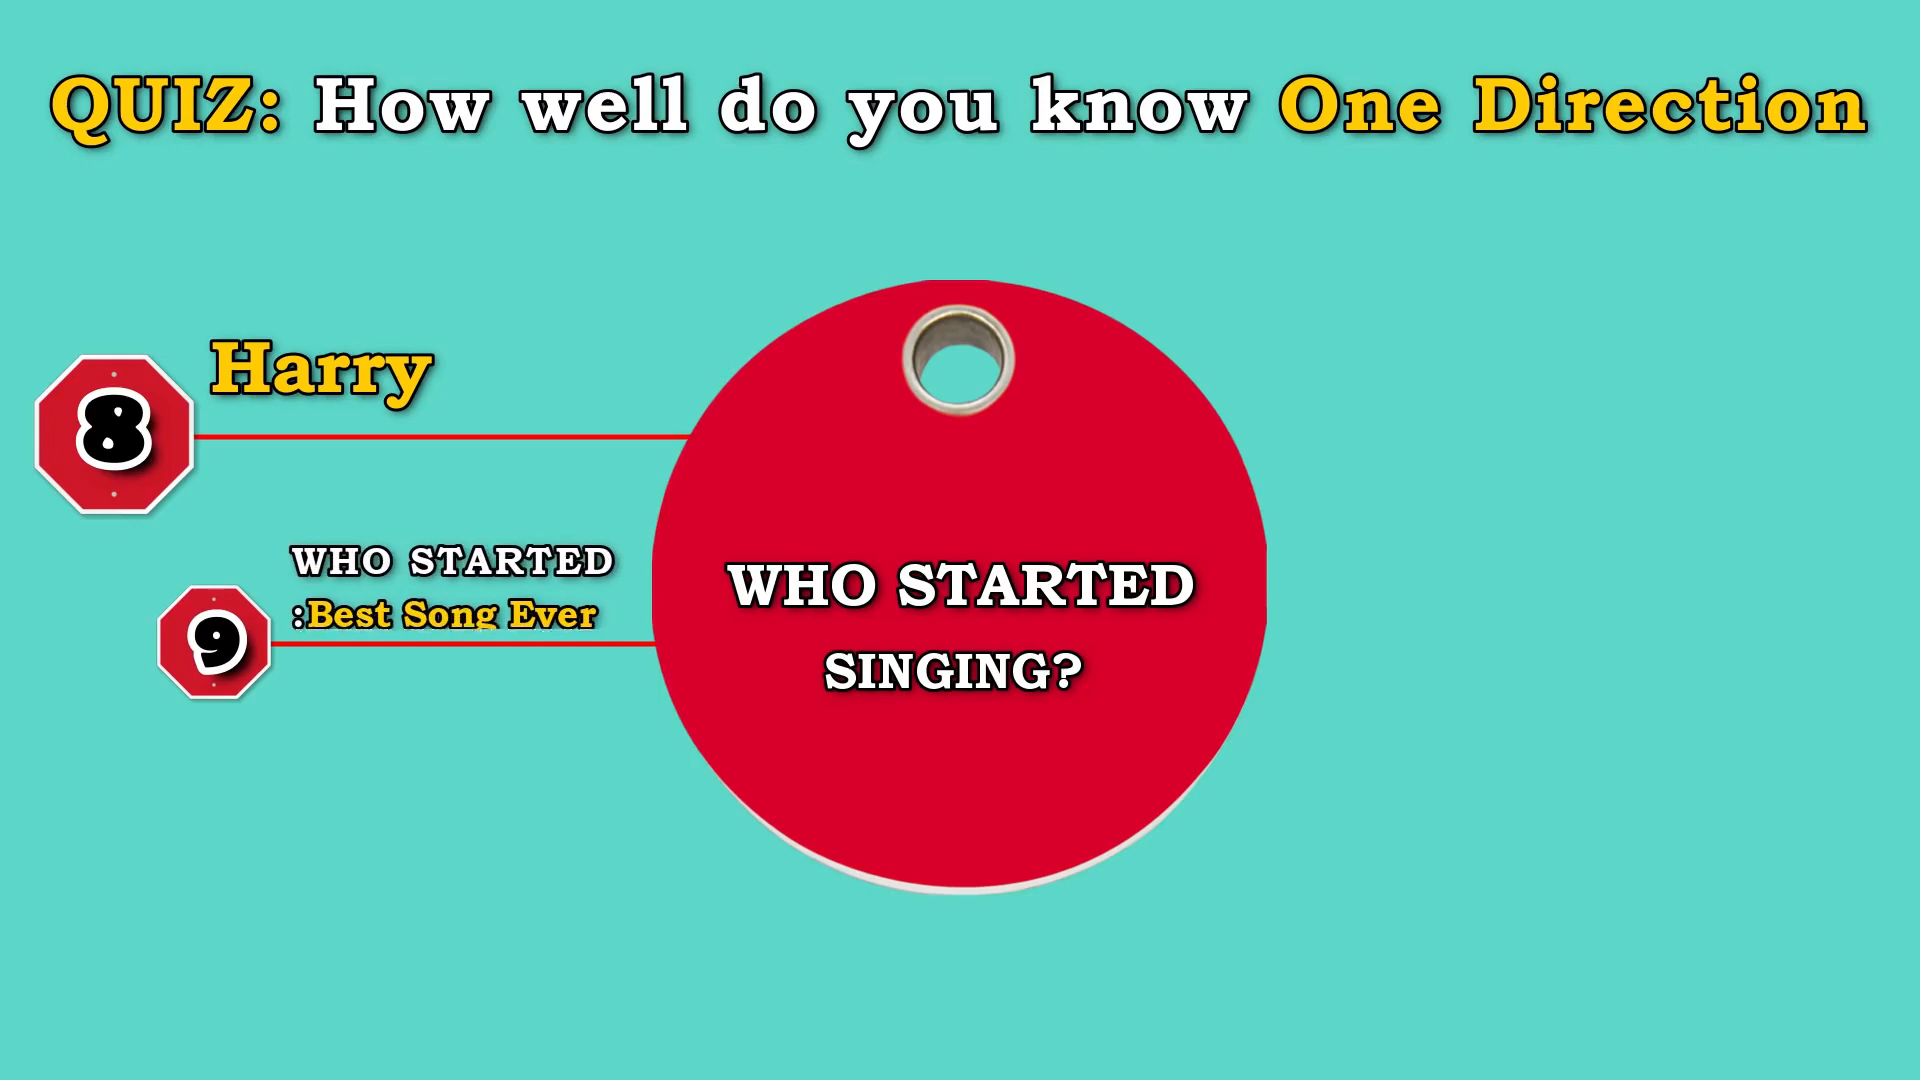 QUIZ: How well do you know One Direction
8
Harry
9
WHO STARTED
:Best Song Ever
WHO STARTED
SINGING?